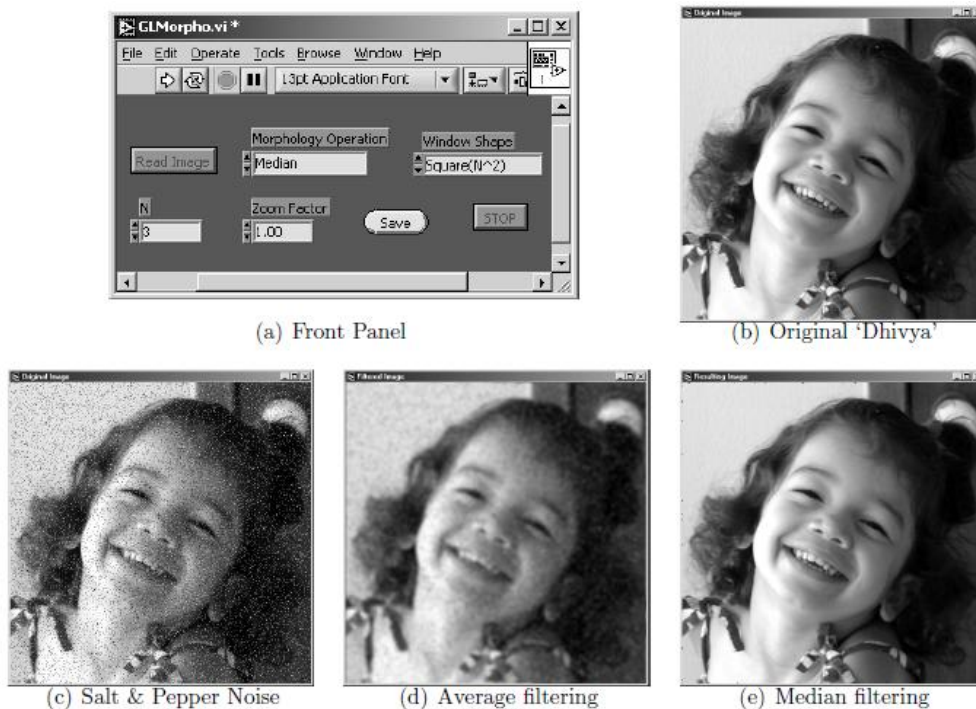 GLMorpho.vi *
File Edit Operate Tools Browse Window Help
13pt Application Font
Morphology Operation
Window Shape
Read Image
Median
Square(N^2)
N
Zoom Factor
3
1.00
Save
STOP
(a) Front Panel
Original Image
(b) Original ‘Dhivya’
Original Image
(c) Salt & Pepper Noise
Filtered Image
(d) Average filtering
Resulting Image
(e) Median filtering